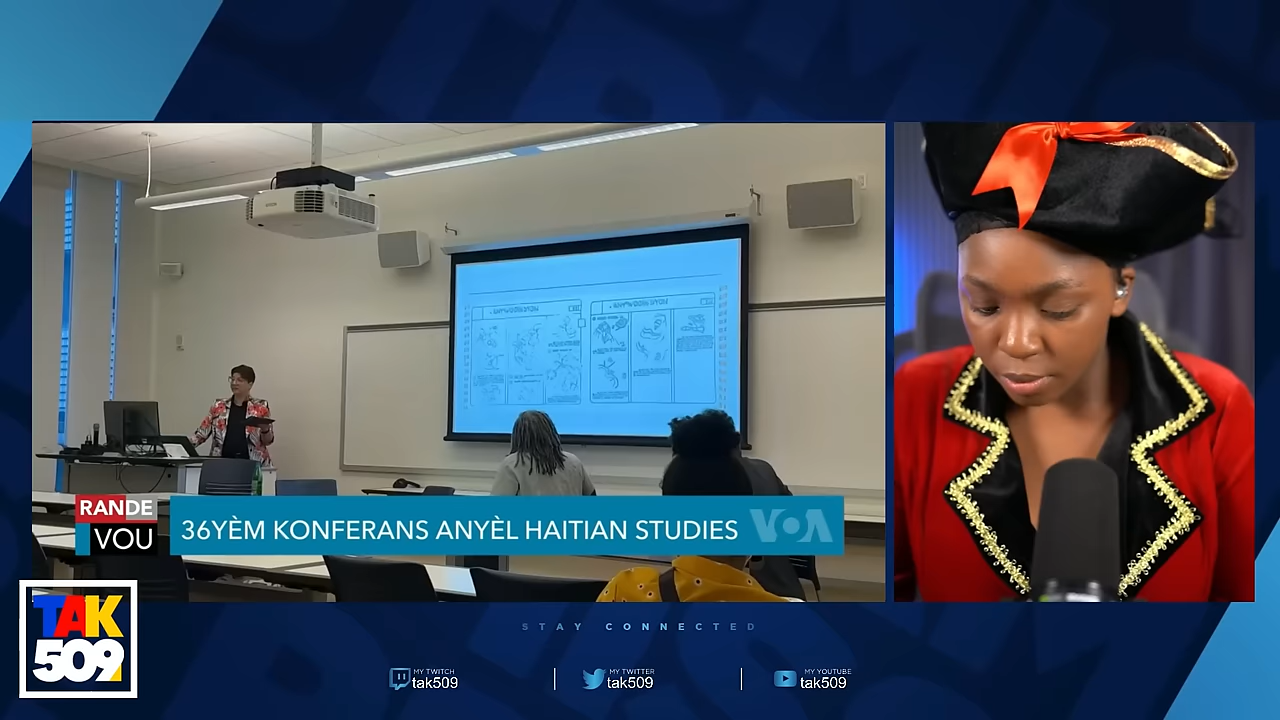 RANDE
VOU
36YÈM KONFERANS ANYÈL HAITIAN STUDIES
VOA
TAK
509
STAY CONNECTED
MY TWITCH
tak509
MY TWITTER
tak509
MY YOUTUBE
tak509